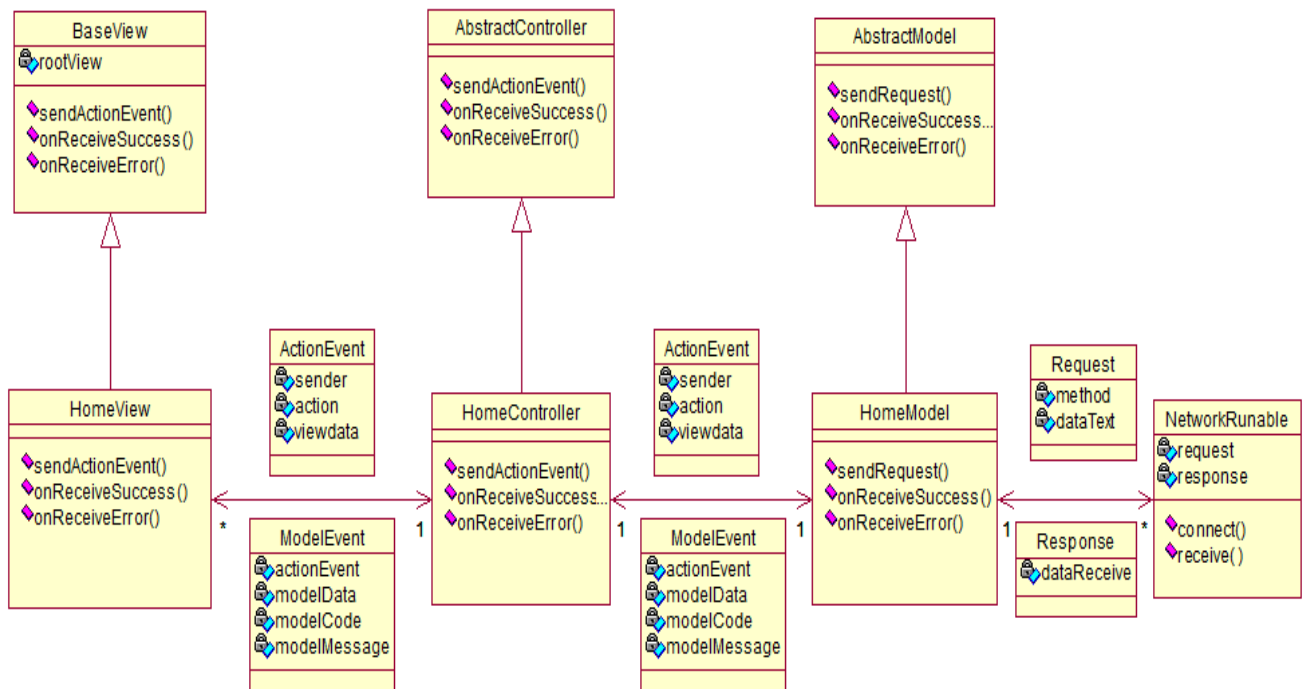 BaseView
rootView
sendActionEvent()
onReceiveSuccess()
onReceiveError()
AbstractController
sendActionEvent()
onReceiveSuccess()
onReceiveError()
AbstractModel
sendRequest()
onReceiveSuccess...
onReceiveError()
HomeView
sendActionEvent()
onReceiveSuccess()
onReceiveError()
*
ActionEvent
sender
action
viewdata
ModelEvent
actionEvent
modelData
modelCode
modelMessage
1
HomeController
sendActionEvent()
onReceiveSuccess...
onReceiveError()
1
ActionEvent
sender
action
viewdata
ModelEvent
actionEvent
modelData
modelCode
modelMessage
1
HomeModel
sendRequest()
onReceiveSuccess()
onReceiveError()
1
Request
method
dataText
Response
dataReceive
*
NetworkRunable
request
response
connect()
receive( )